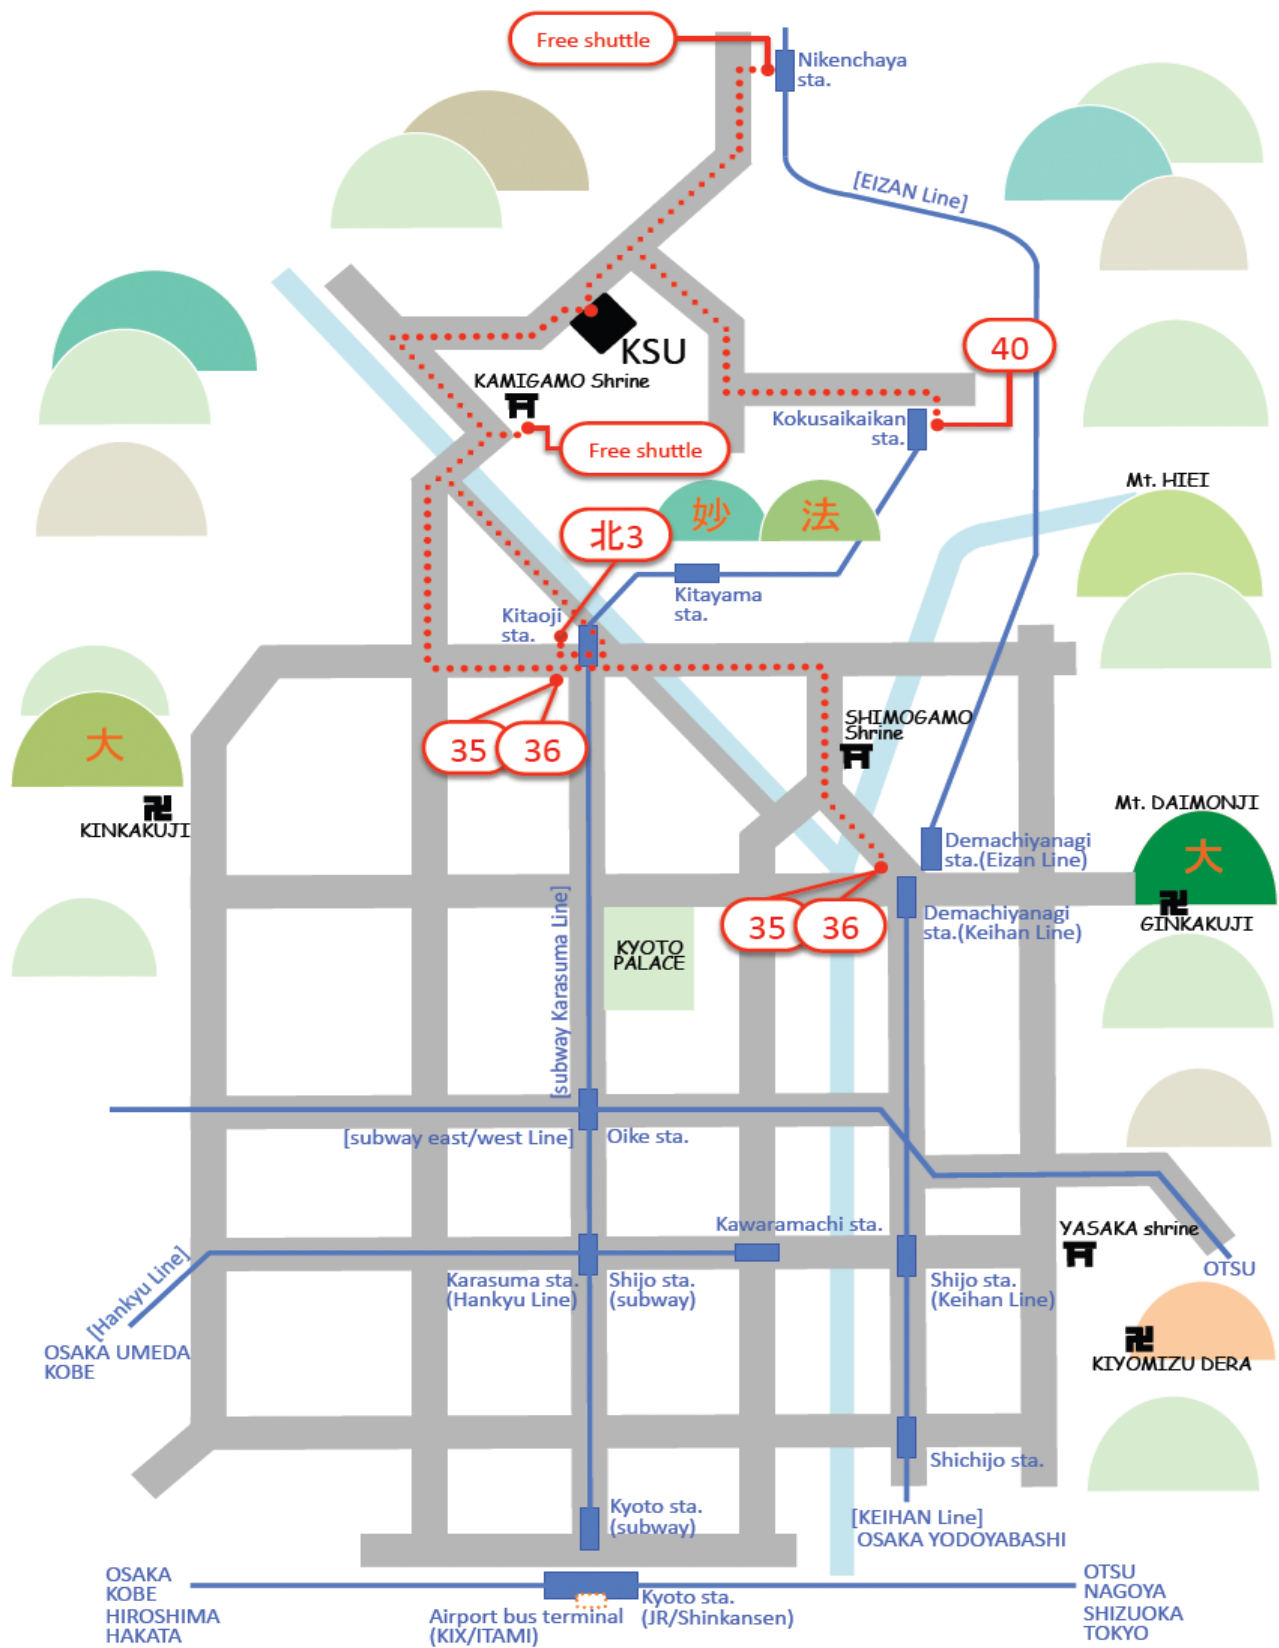 Free shuttle
Nikenchaya
sta.
[EIZAN Line]
KSU
40
KAMIGAMO Shrine
Kokusaikaikan
sta.
Free shuttle
Mt. HIEI
妙
法
北3
Kitayama
sta.
Kitaoji
sta.
SHIMOGAMO
Shrine
35
36
大
KINKAKUJI
Mt. DAIMONJI
大
Demachiyanagi
sta.(Eizan Line)
35
36
Demachiyanagi
sta.(Keihan Line)
GINKAKUJI
KYOTO
PALACE
[subway Karasuma Line]
[subway east/west Line]
Oike sta.
Kawaramachi sta.
YASAKA shrine
OTSU
[Hankyu Line]
Karasuma sta.
(Hankyu Line)
Shijo sta.
(subway)
Shijo sta.
(Keihan Line)
OSAKA UMEDA
KOBE
KIYOMIZU DERA
Shichijo sta.
Kyoto sta.
(subway)
[KEIHAN Line]
OSAKA YODOYABASHI
OSAKA
KOBE
HIROSHIMA
HAKATA
Airport bus terminal
(KIX/ITAMI)
Kyoto sta.
(JR/Shinkansen)
OTSU
NAGOYA
SHIZUOKA
TOKYO